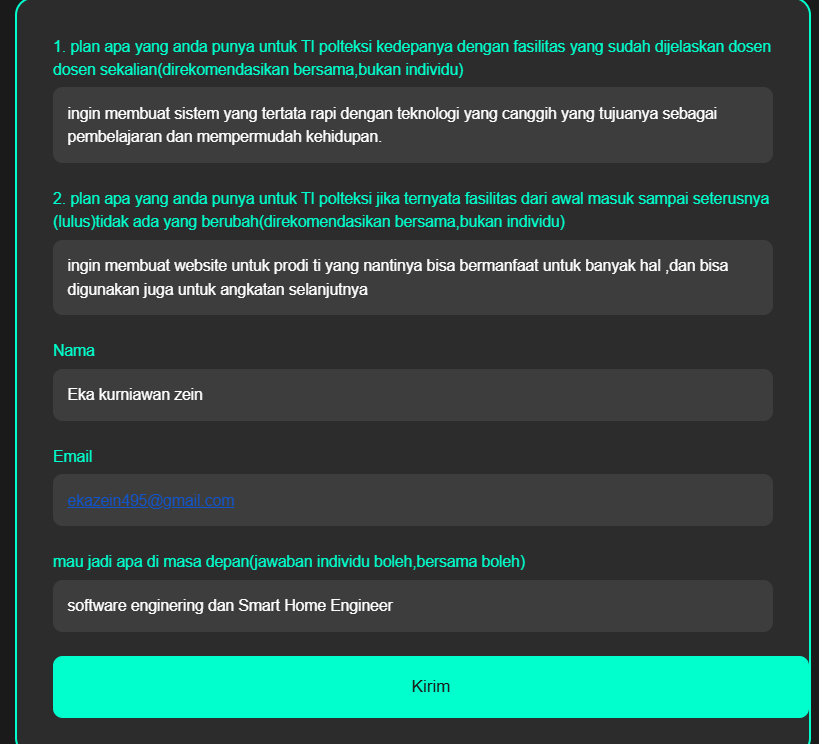 1. plan apa yang anda punya untuk TI polteksi kedepanya dengan fasilitas yang sudah dijelaskan dosen
dosen sekalian(direkomendasikan bersama,bukan individu)
ingin membuat sistem yang tertata rapi dengan teknologi yang canggih yang tujuanya sebagai
pembelajaran dan mempermudah kehidupan.
2. plan apa yang anda punya untuk TI polteksi jika ternyata fasilitas dari awal masuk sampai seterusnya
(lulus)tidak ada yang berubah(direkomendasikan bersama,bukan individu)
ingin membuat website untuk prodi ti yang nantinya bisa bermanfaat untuk banyak hal ,dan bisa
digunakan juga untuk angkatan selanjutnya
Nama
Eka kurniawan zein
Email
ekazein495@gmail.com
mau jadi apa di masa depan(jawaban individu boleh,bersama boleh)
software enginering dan Smart Home Engineer
Kirim